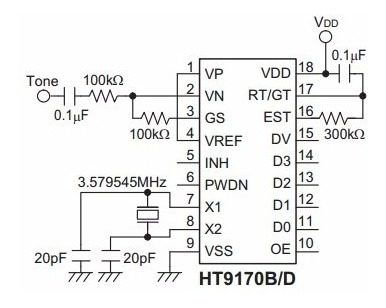 VDD
0.1μF
Tone
100kΩ
0.1μF
100kΩ
1 VP VDD 18
2 VN RT/GT 17
3 GS EST 16
300kΩ
4 VREF DV 15
5 INH D3 14
6 PWDN D2 13
3.579545MHz
7 X1 D1 12
8 X2 D0 11
9 VSS OE 10
20pF
20pF
HT9170B/D